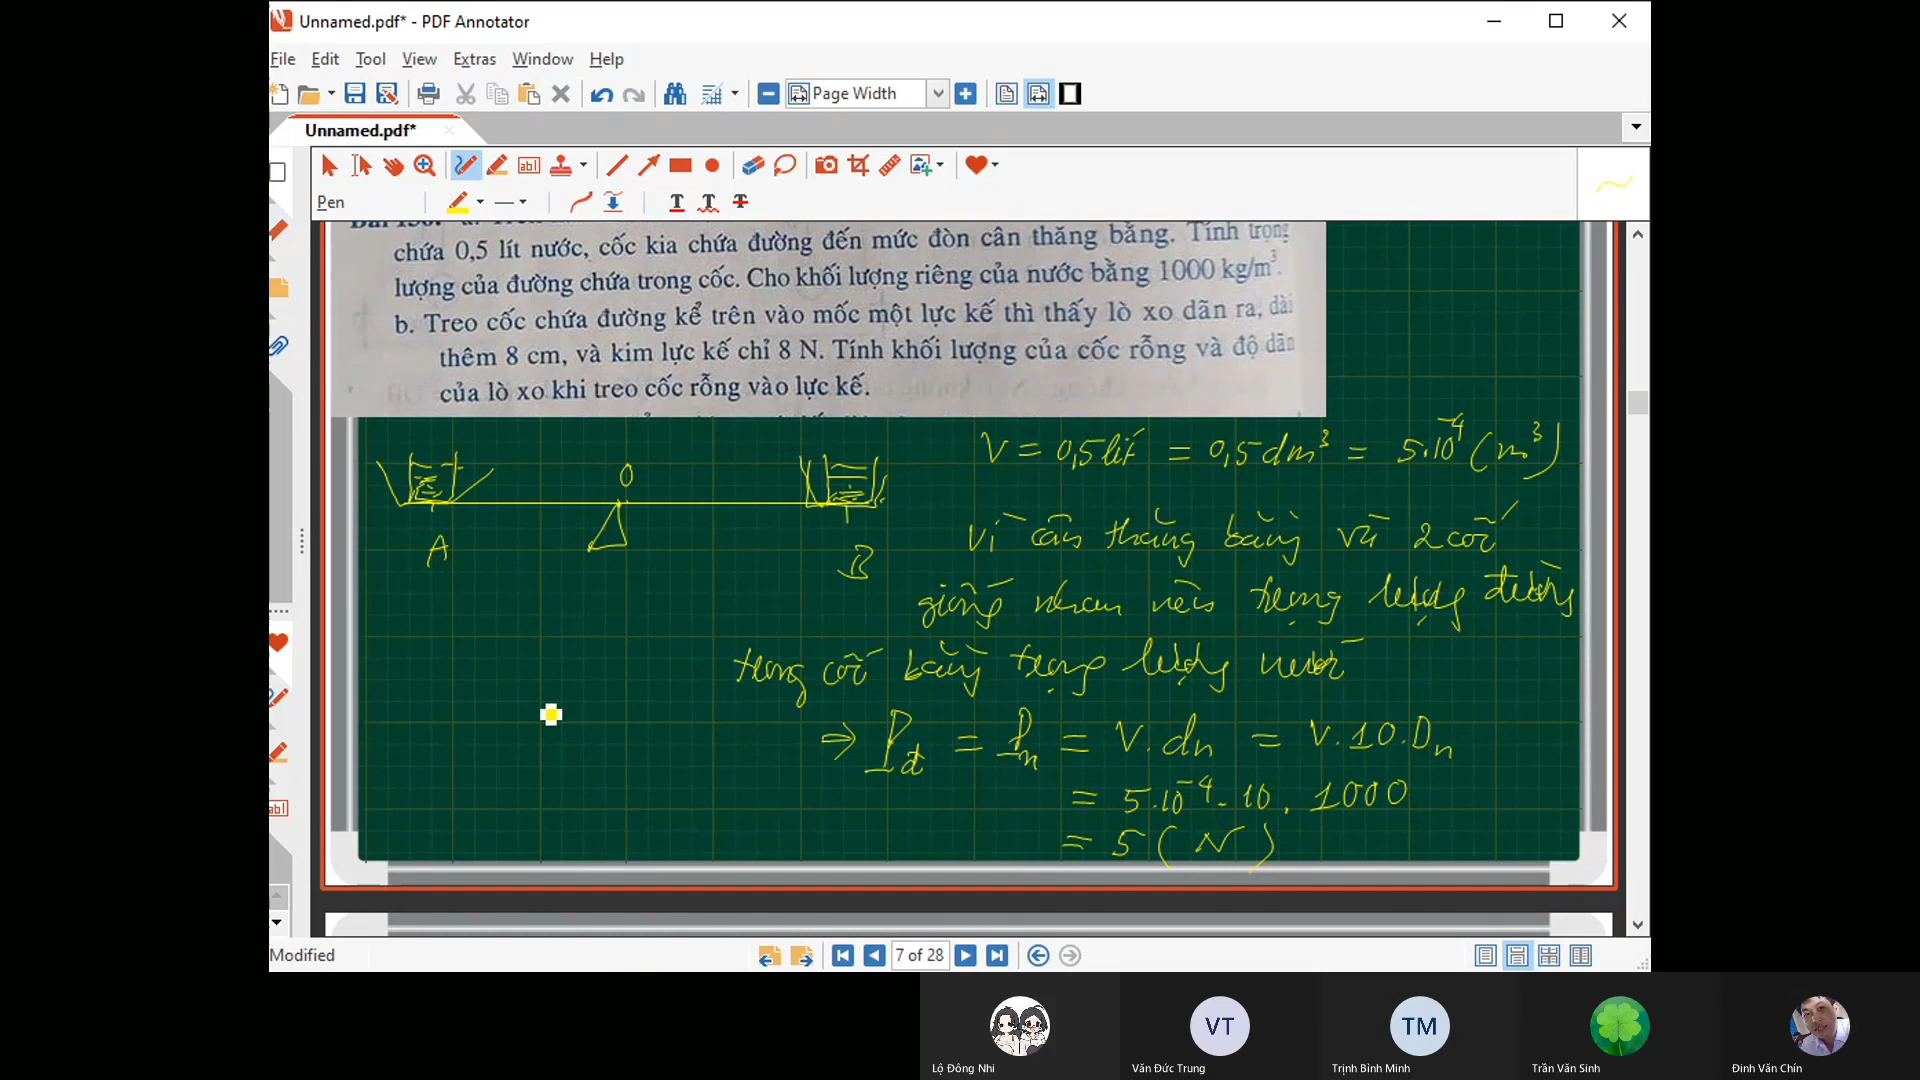 Unnamed.pdf* - PDF Annotator
File Edit Tool View Extras Window Help
Page Width
Unnamed.pdf*
Pen
chứa 0,5 lít nước, cốc kia chứa đường đến mức đòn cân thăng bằng. Tính trọng
lượng của đường chứa trong cốc. Cho khối lượng riêng của nước bằng 1000 kg/m³.
b. Treo cốc chứa đường kể trên vào mốc một lực kế thì thấy lò xo dãn ra, dài
thêm 8 cm, và kim lực kế chỉ 8 N. Tính khối lượng của cốc rỗng và độ dãn
của lò xo khi treo cốc rỗng vào lực kế.
V = 0,5 lít = 0,5 dm³ = 5.10⁻⁴ (m³)
O
A
B
Vì cân thăng bằng và 2 cốc
giống nhau nên trọng lượng đường
trong cốc bằng trọng lượng nước
⇒ Pđ = Pn = V.dn = V.10.Dn
= 5.10⁻⁴.10.1000
= 5 (N)
Modified
7 of 28
VT
TM
Lộ Đông Nhi
Văn Đức Trung
Trịnh Bình Minh
Trần Văn Sinh
Đinh Văn Chín